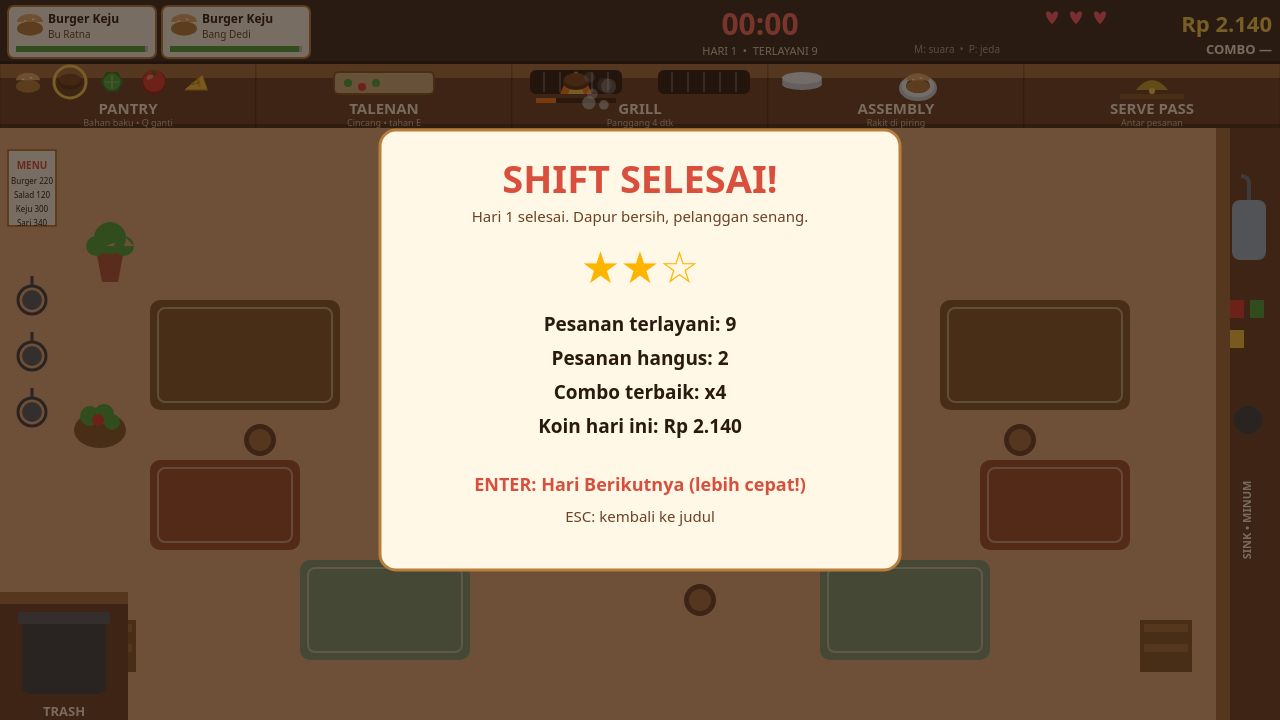 Burger Keju
Bu Ratna
Burger Keju
Bang Dedi
00:00
HARI 1 • TERLAYANI 9
M: suara • P: jeda
Rp 2.140
COMBO —
PANTRY
Bahan baku • Q ganti
TALENAN
Cincang • tahan E
GRILL
Panggang 4 dtk
ASSEMBLY
Rakit di piring
SERVE PASS
Antar pesanan
MENU
Burger 220
Salad 120
Keju 300
Sari 340
SHIFT SELESAI!
Hari 1 selesai. Dapur bersih, pelanggan senang.
★★☆
Pesanan terlayani: 9
Pesanan hangus: 2
Combo terbaik: x4
Koin hari ini: Rp 2.140
ENTER: Hari Berikutnya (lebih cepat!)
ESC: kembali ke judul
SINK • MINUM
TRASH